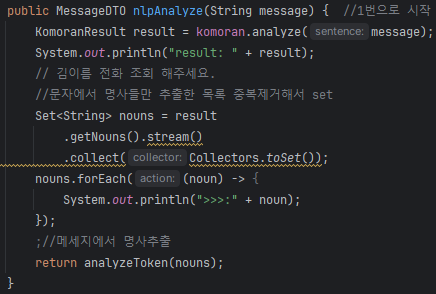 public MessageDTO nlpAnalyze(String message) {  //1번으로 시작
    KomoranResult result = komoran.analyze( sentence: message);
    System.out.println("result: " + result);
    // 김이름 전화 조회 해주세요.
    //문자에서 명사들만 추출한 목록 중복제거해서 set
    Set<String> nouns = result
        .getNouns().stream()
        .collect( collector: Collectors.toSet());
    nouns.forEach( action: (noun) -> {
        System.out.println(">>>:" + noun);
    });
    ;//메세지에서 명사추출
    return analyzeToken(nouns);
}